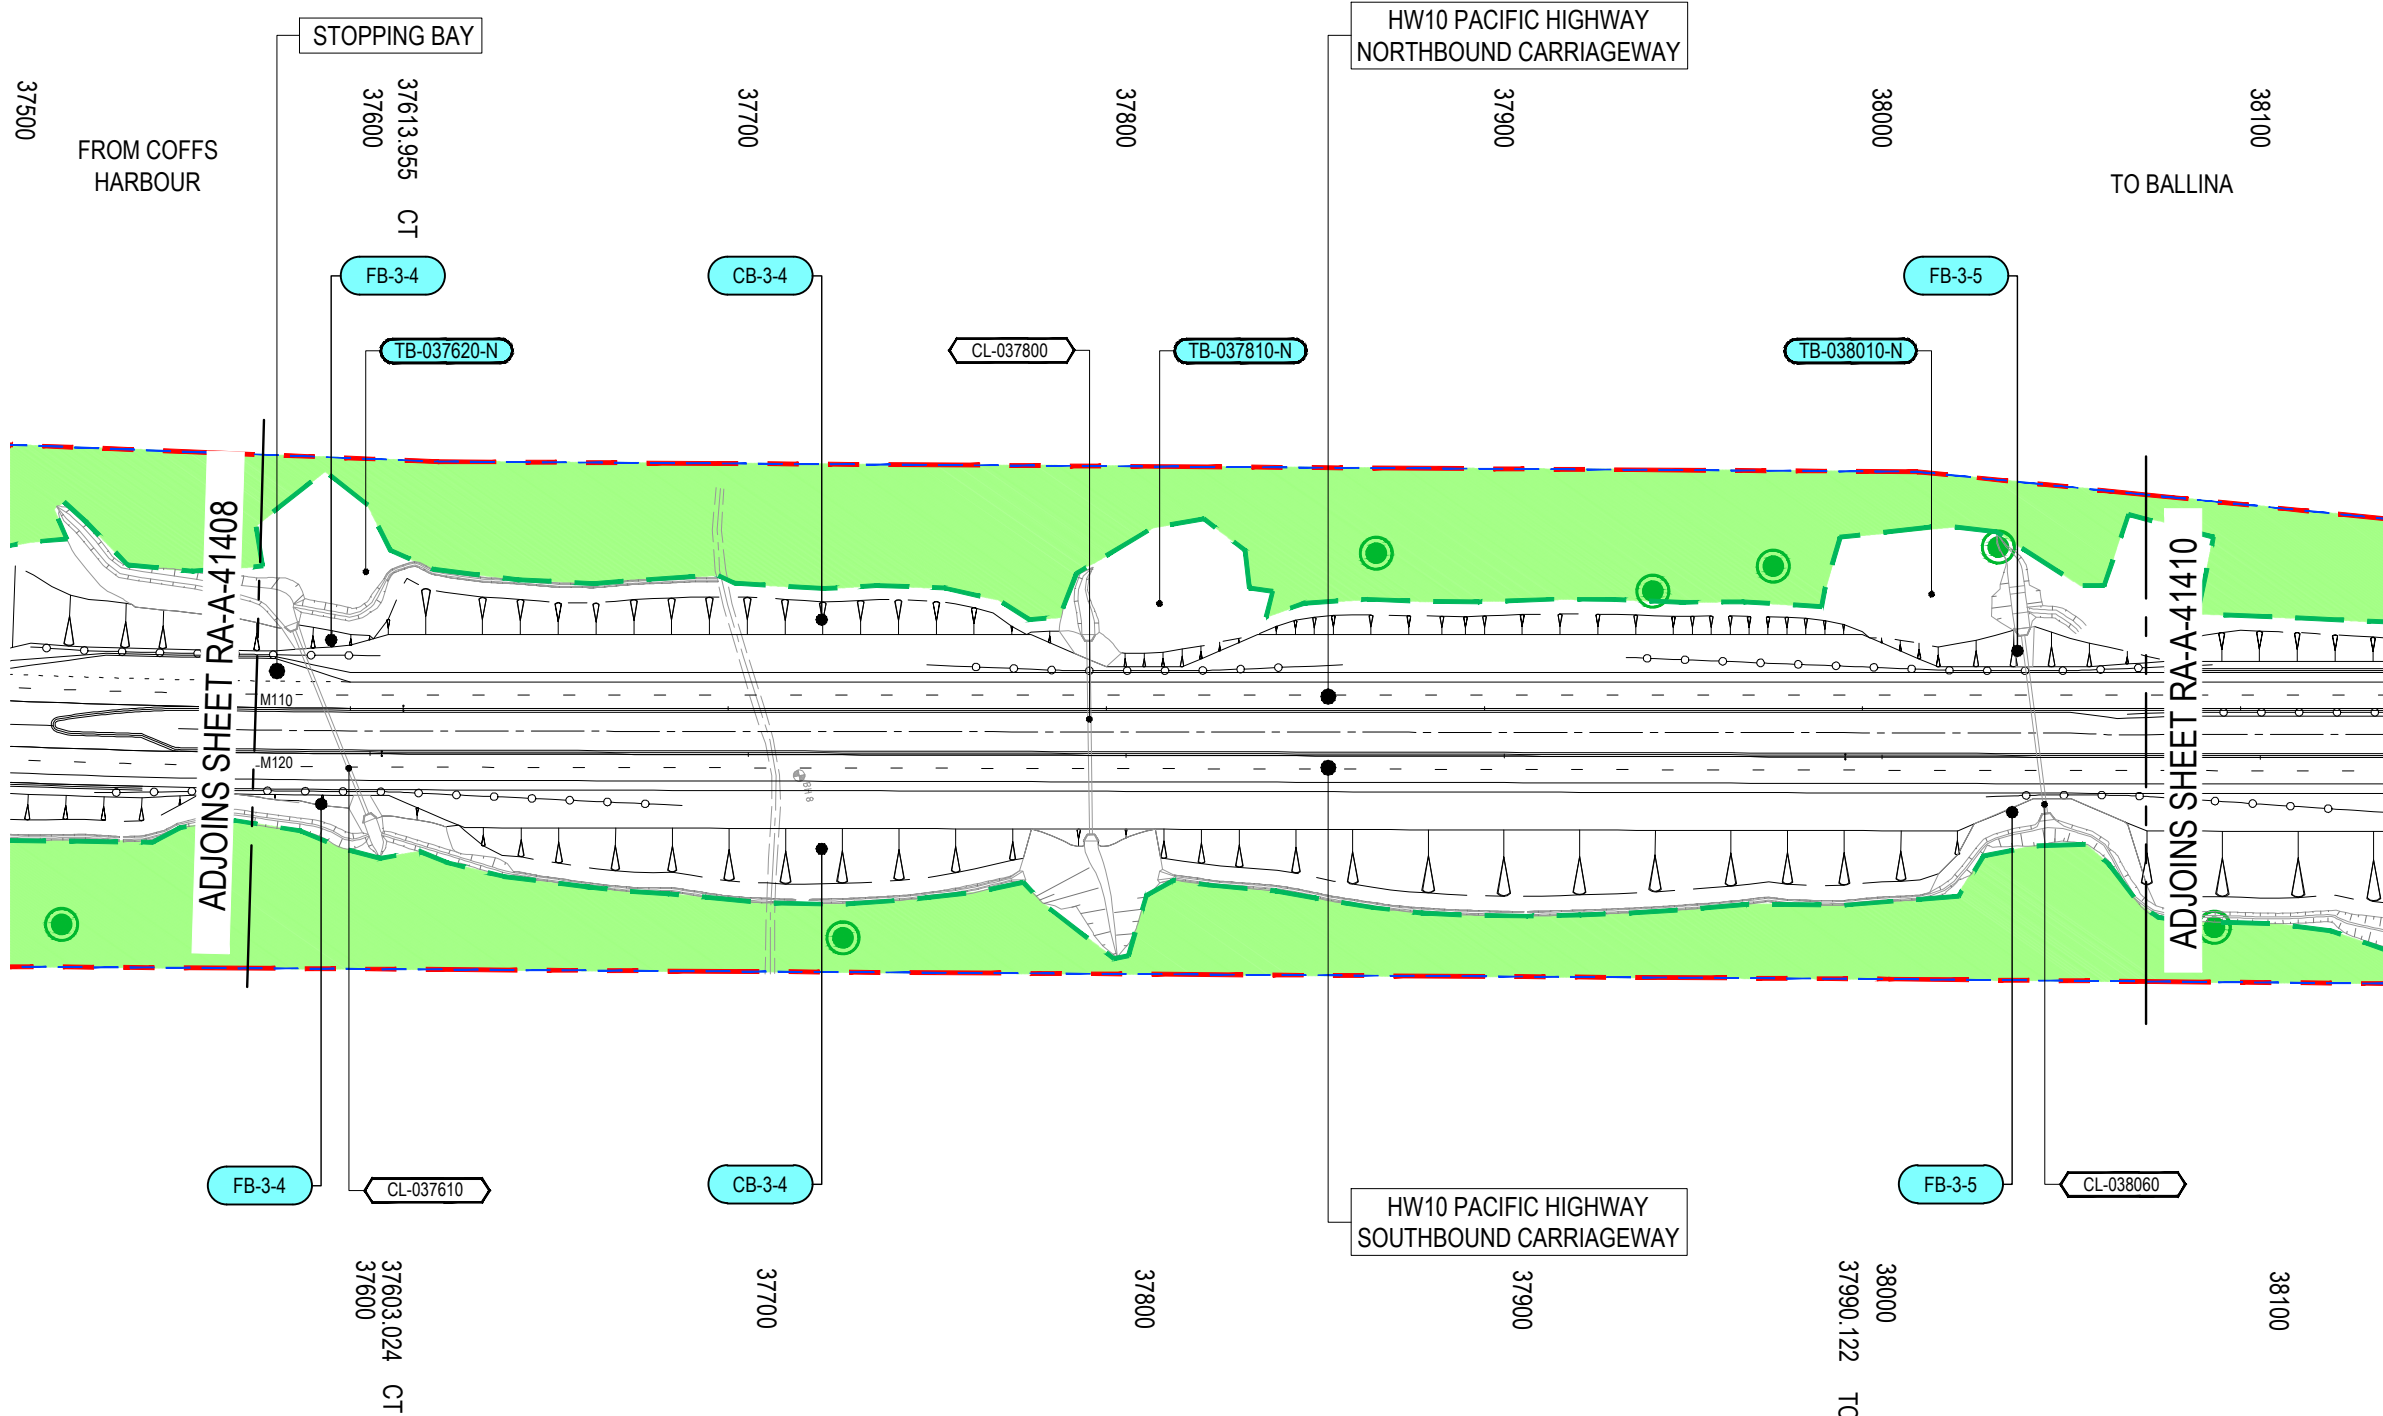 STOPPING BAY
HW10 PACIFIC HIGHWAY
NORTHBOUND CARRIAGEWAY
37500
37600
37613.955 CT
37700
37800
37900
38000
38100
FROM COFFS
HARBOUR
TO BALLINA
FB-3-4
CB-3-4
FB-3-5
TB-037620-N
CL-037800
TB-037810-N
TB-038010-N
ADJOINS SHEET RA-A-41408
ADJOINS SHEET RA-A-41410
M110
M120
BH 8
FB-3-4
CL-037610
CB-3-4
FB-3-5
CL-038060
HW10 PACIFIC HIGHWAY
SOUTHBOUND CARRIAGEWAY
37600
37603.024 CT
37700
37800
37900
37990.122 TC
38000
38100